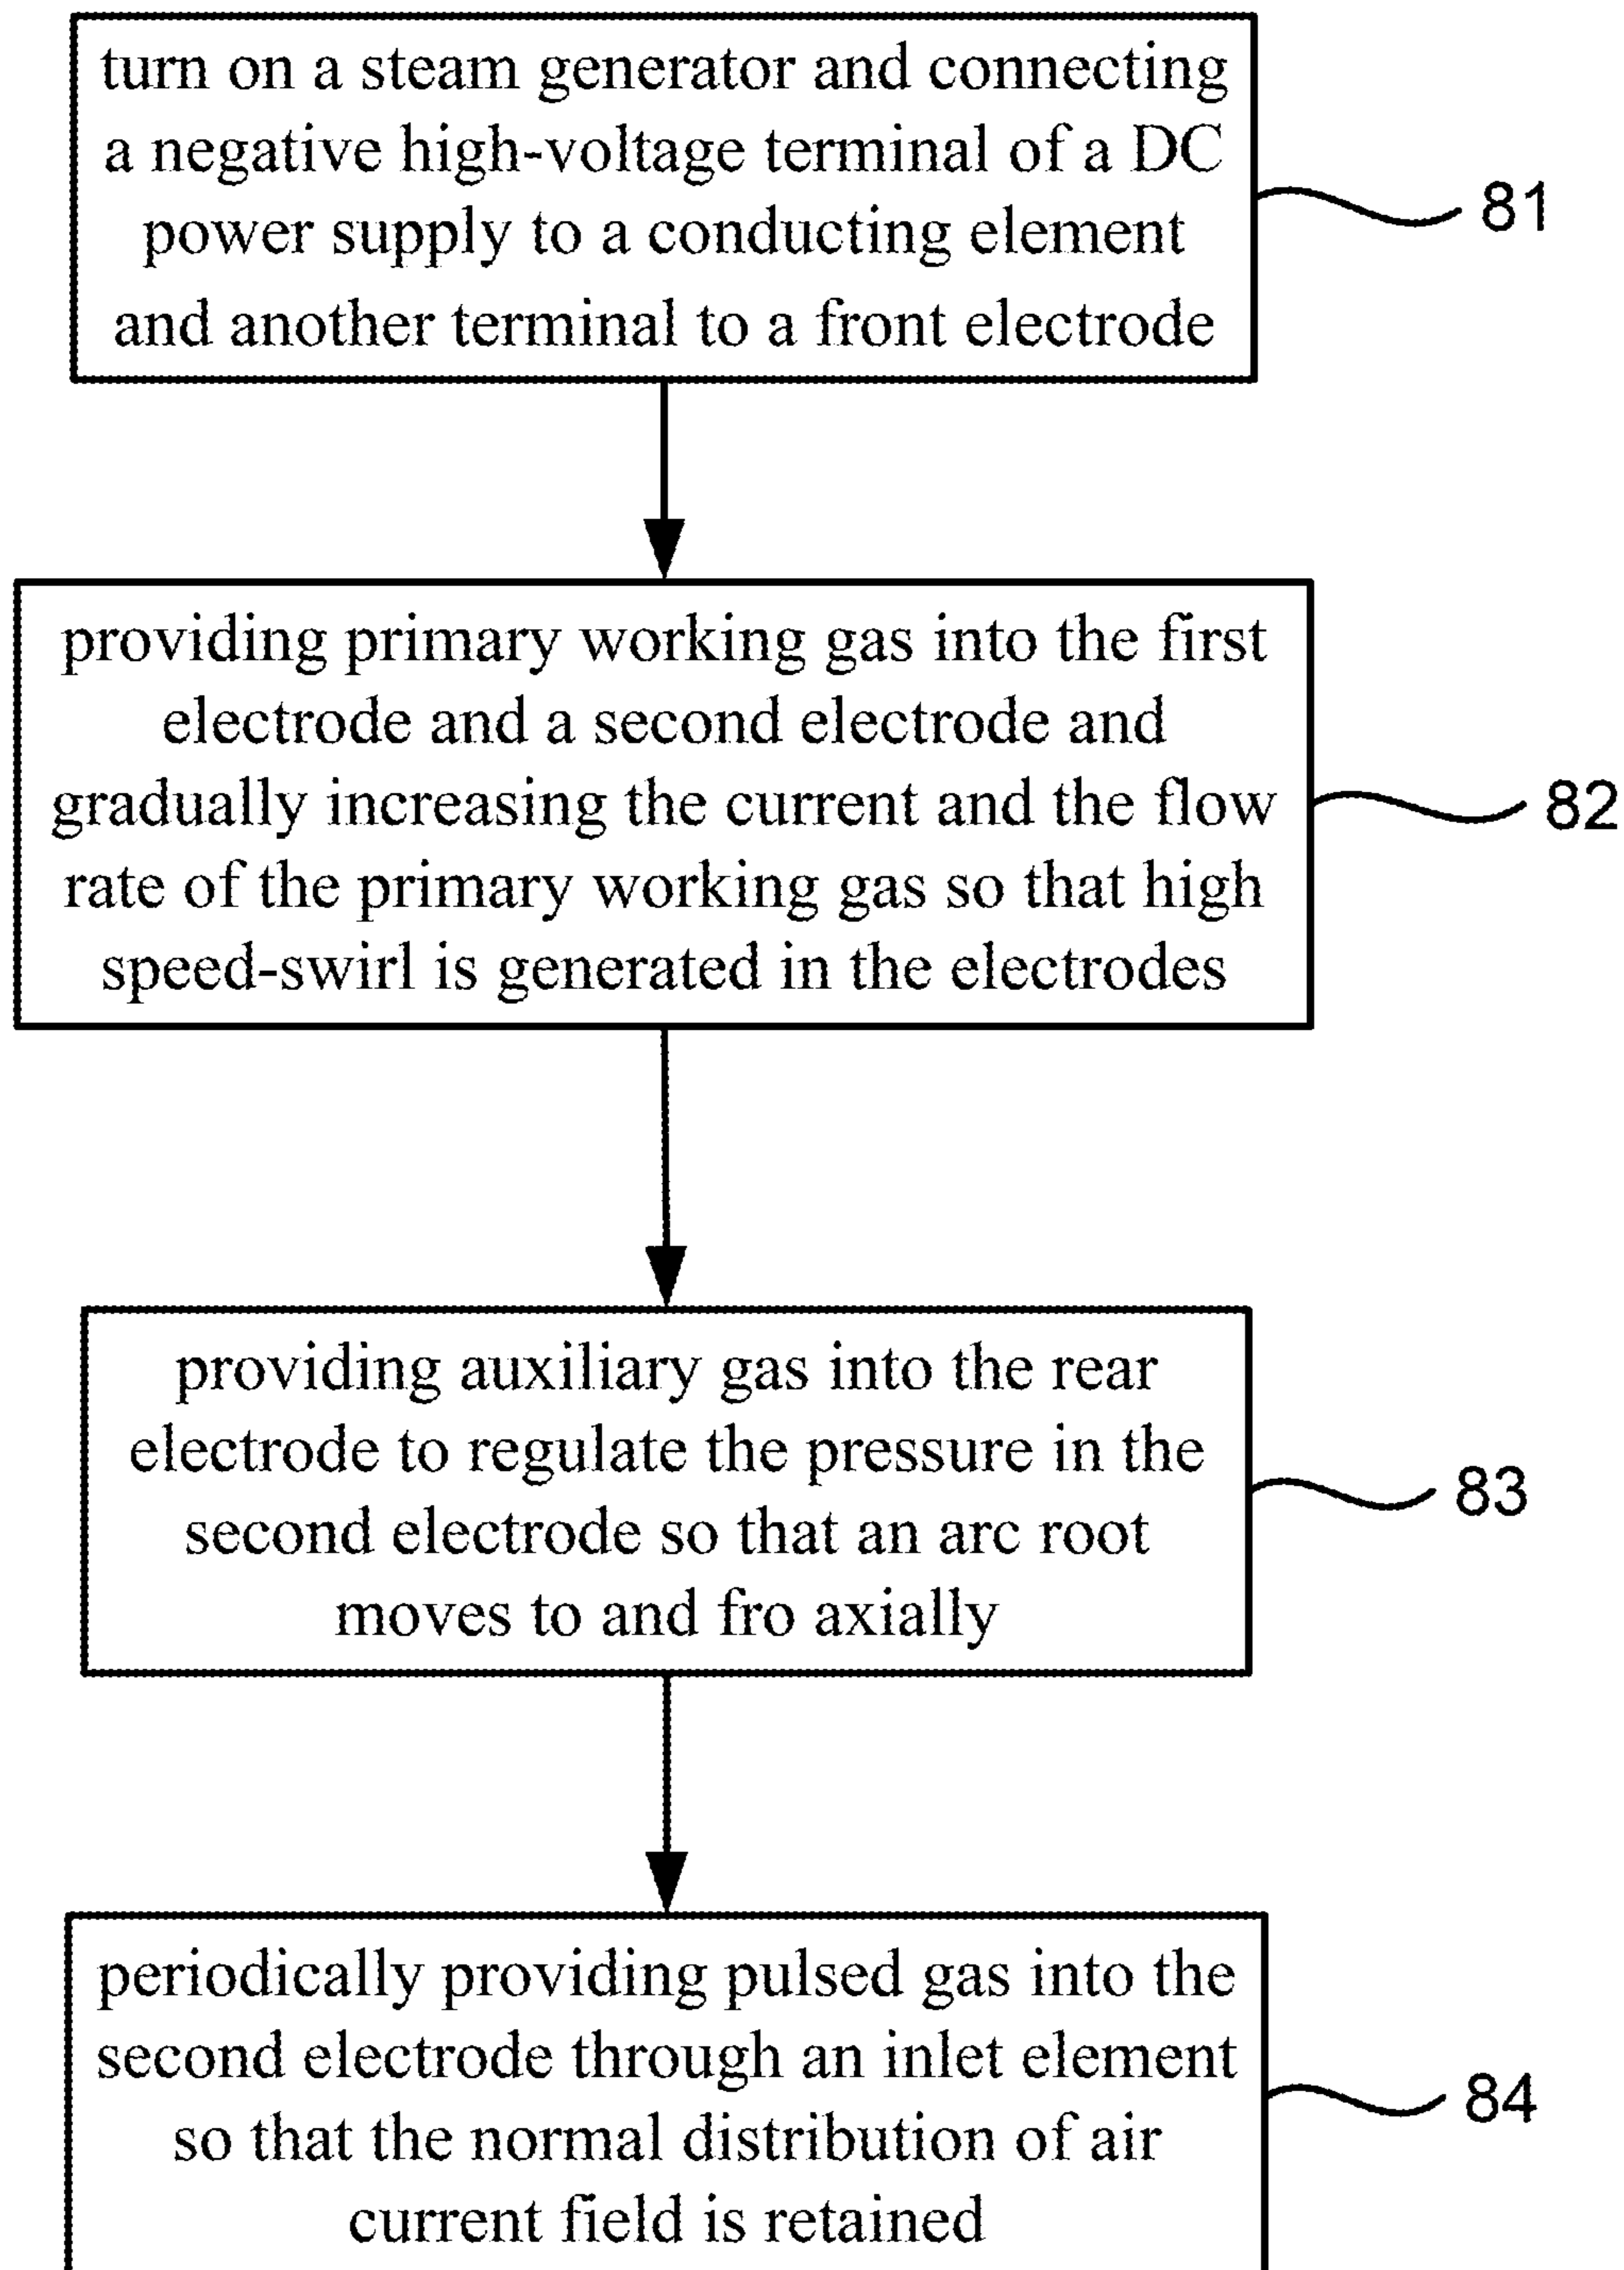 turn on a steam generator and connecting
a negative high-voltage terminal of a DC
power supply to a conducting element
and another terminal to a front electrode
81
providing primary working gas into the first
electrode and a second electrode and
gradually increasing the current and the flow
rate of the primary working gas so that high
speed-swirl is generated in the electrodes
82
providing auxiliary gas into the rear
electrode to regulate the pressure in the
second electrode so that an arc root
moves to and fro axially
83
periodically providing pulsed gas into the
second electrode through an inlet element
so that the normal distribution of air
current field is retained
84